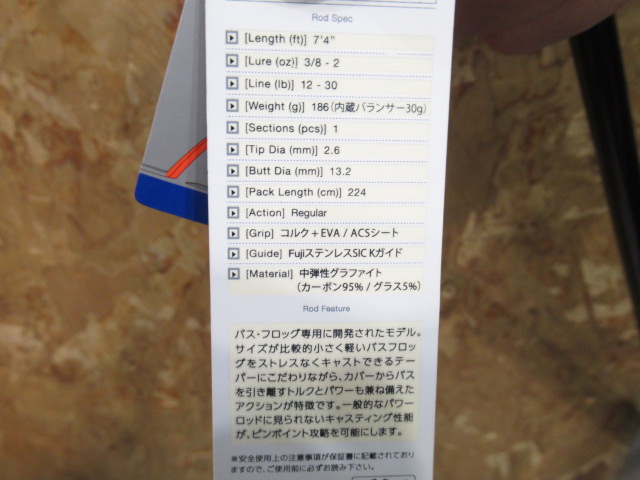 Rod Spec
[Length (ft)] 7'4"
[Lure (oz)] 3/8 - 2
[Line (lb)] 12 - 30
[Weight (g)] 186(内蔵バランサー30g)
[Sections (pcs)] 1
[Tip Dia (mm)] 2.6
[Butt Dia (mm)] 13.2
[Pack Length (cm)] 224
[Action] Regular
[Grip] コルク+EVA / ACSシート
[Guide] FujiステンレスSIC Kガイド
[Material] 中弾性グラファイト
(カーボン95% / グラス5%)
Rod Feature
バス・フロッグ専用に開発されたモデル。
サイズが比較的小さく軽いバスフロッ
グをストレスなくキャストできるテー
パーにこだわりながら、カバーからバス
を引き離すトルクとパワーも兼ね備えた
アクションが特徴です。一般的なパワー
ロッドに見られないキャスティング性能
が、ピンポイント攻略を可能にします。
※安全使用上の注意事項が保証書に記載されており
ますので、ご使用前に必ずお読み下さい。